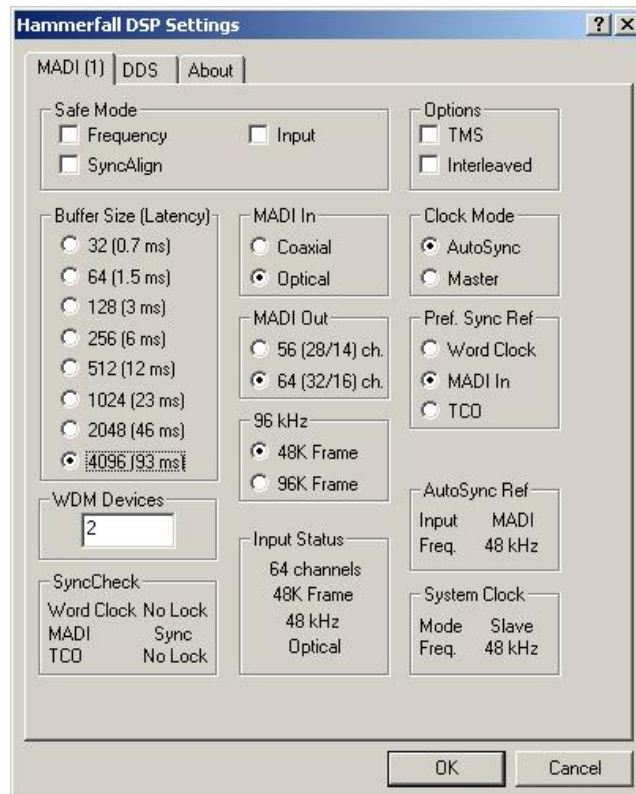 Hammerfall DSP Settings
MADI (1) DDS About
Safe Mode
Frequency
Input
SyncAlign
Options
TMS
Interleaved
Buffer Size (Latency)
32 (0.7 ms)
64 (1.5 ms)
128 (3 ms)
256 (6 ms)
512 (12 ms)
1024 (23 ms)
2048 (46 ms)
4096 (93 ms)
MADI In
Coaxial
Optical
MADI Out
56 (28/14) ch.
64 (32/16) ch.
96 kHz
48K Frame
96K Frame
Clock Mode
AutoSync
Master
Pref. Sync Ref
Word Clock
MADI In
TCO
WDM Devices
2
SyncCheck
Word Clock No Lock
MADI Sync
TCO No Lock
Input Status
64 channels
48K Frame
48 kHz
Optical
AutoSync Ref
Input MADI
Freq. 48 kHz
System Clock
Mode Slave
Freq. 48 kHz
OK
Cancel